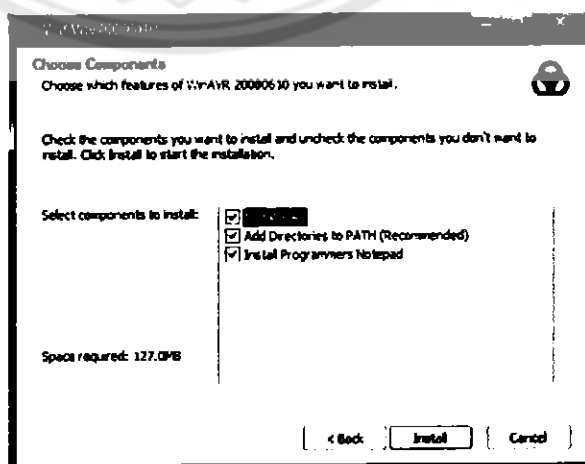 Choose Components
Choose which features of WinAVR 20080610 you want to install.
Check the components you want to install and uncheck the components you don't want to install. Click Install to start the installation.
Select components to install:
Add Directories to PATH (Recommended)
Install Programmers Notepad
Space required: 127.0MB
< Back
Install
Cancel